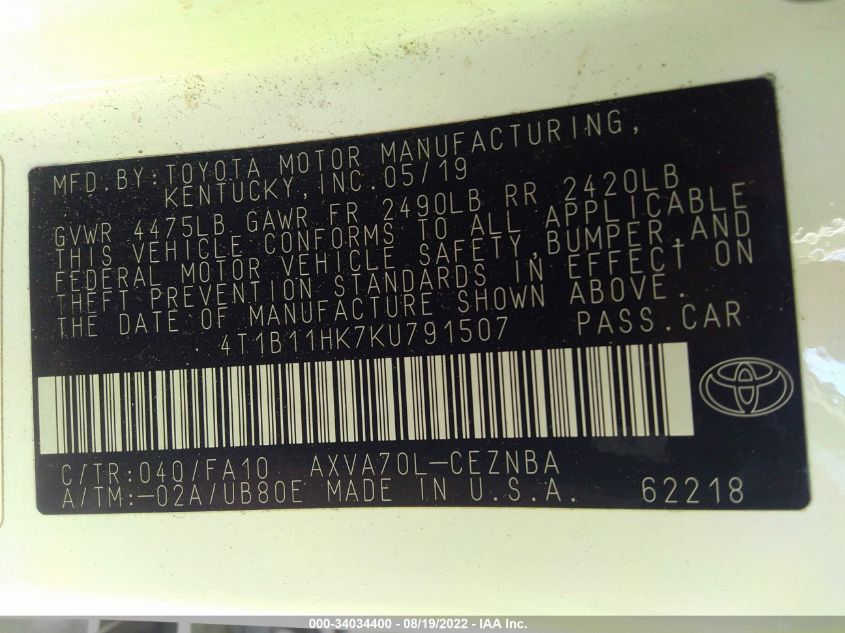 MFD.BY:TOYOTA MOTOR MANUFACTURING,
KENTUCKY,INC.05/19
GVWR 4475LB GAWR FR 2490LB RR 2420LB
THIS VEHICLE CONFORMS TO ALL APPLICABLE
FEDERAL MOTOR VEHICLE SAFETY,BUMPER,AND
THEFT PREVENTION STANDARDS IN EFFECT ON
THE DATE OF MANUFACTURE SHOWN ABOVE.
4T1B11HK7KU791507 PASS.CAR
C/TR:040/FA10 AXVA70L-CEZNBA
A/TM:-02A/UB80E MADE IN U.S.A. 62218
000-34034400 - 08/19/2022 - IAA Inc.